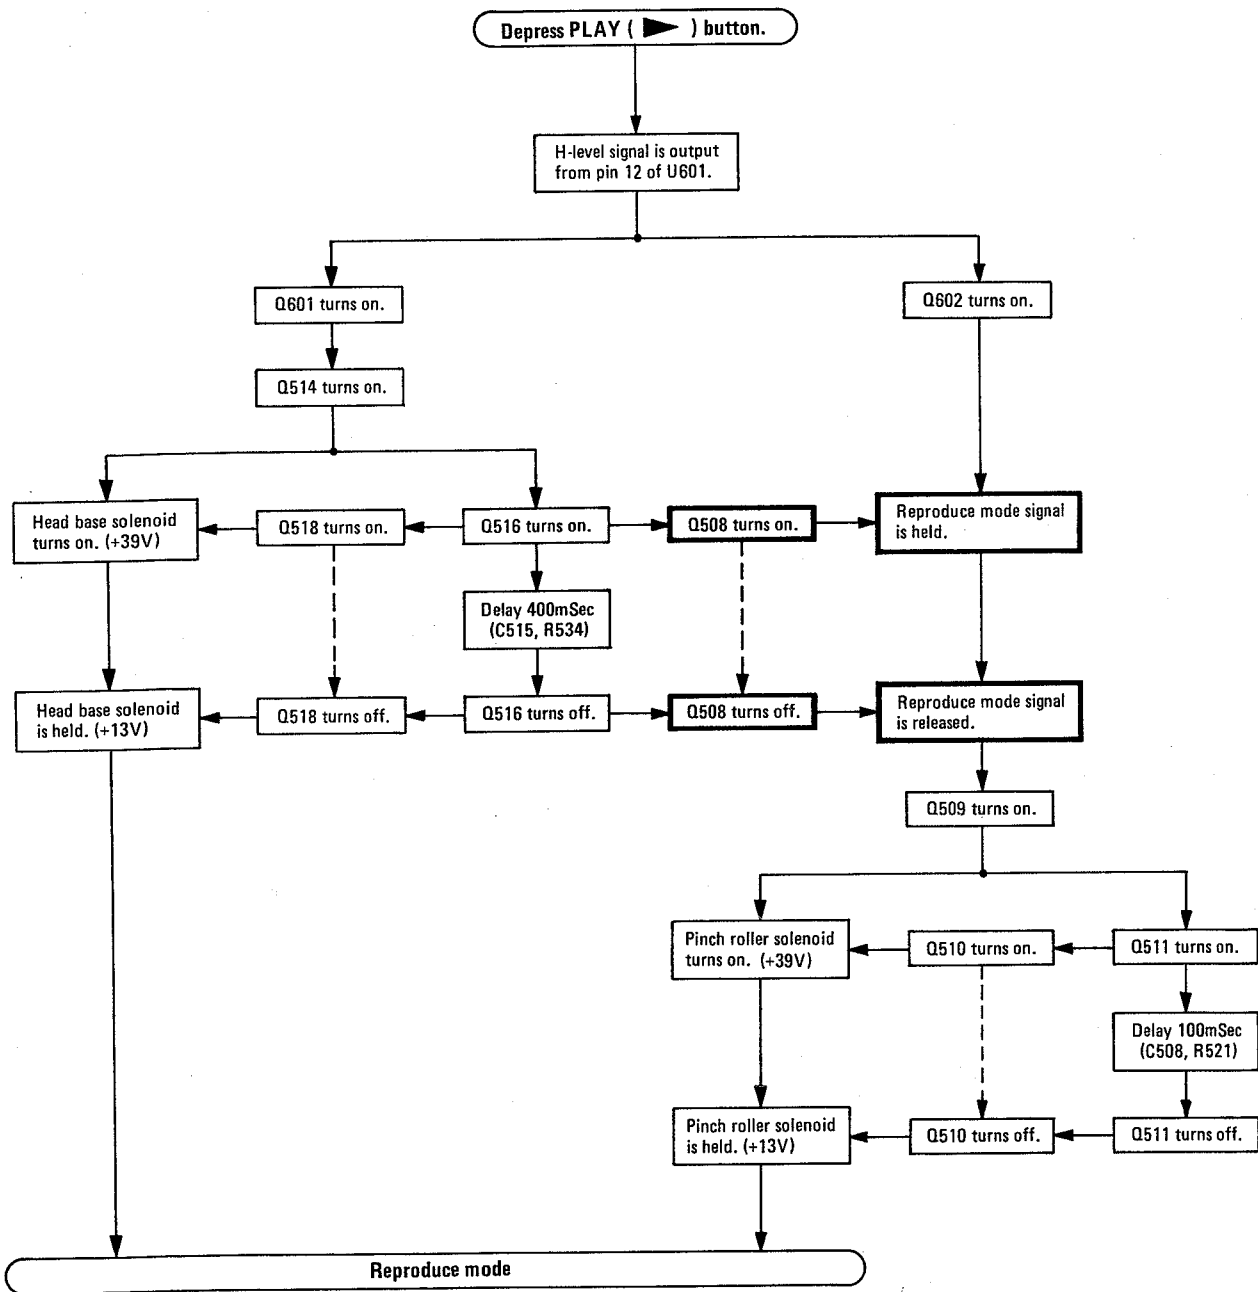 Depress PLAY ( ► ) button.
H-level signal is output
from pin 12 of U601.
Q601 turns on.
Q602 turns on.
Q514 turns on.
Head base solenoid
turns on. (+39V)
Q518 turns on.
Q516 turns on.
Q508 turns on.
Reproduce mode signal
is held.
Delay 400mSec
(C515, R534)
Head base solenoid
is held. (+13V)
Q518 turns off.
Q516 turns off.
Q508 turns off.
Reproduce mode signal
is released.
Q509 turns on.
Pinch roller solenoid
turns on. (+39V)
Q510 turns on.
Q511 turns on.
Delay 100mSec
(C508, R521)
Pinch roller solenoid
is held. (+13V)
Q510 turns off.
Q511 turns off.
Reproduce mode